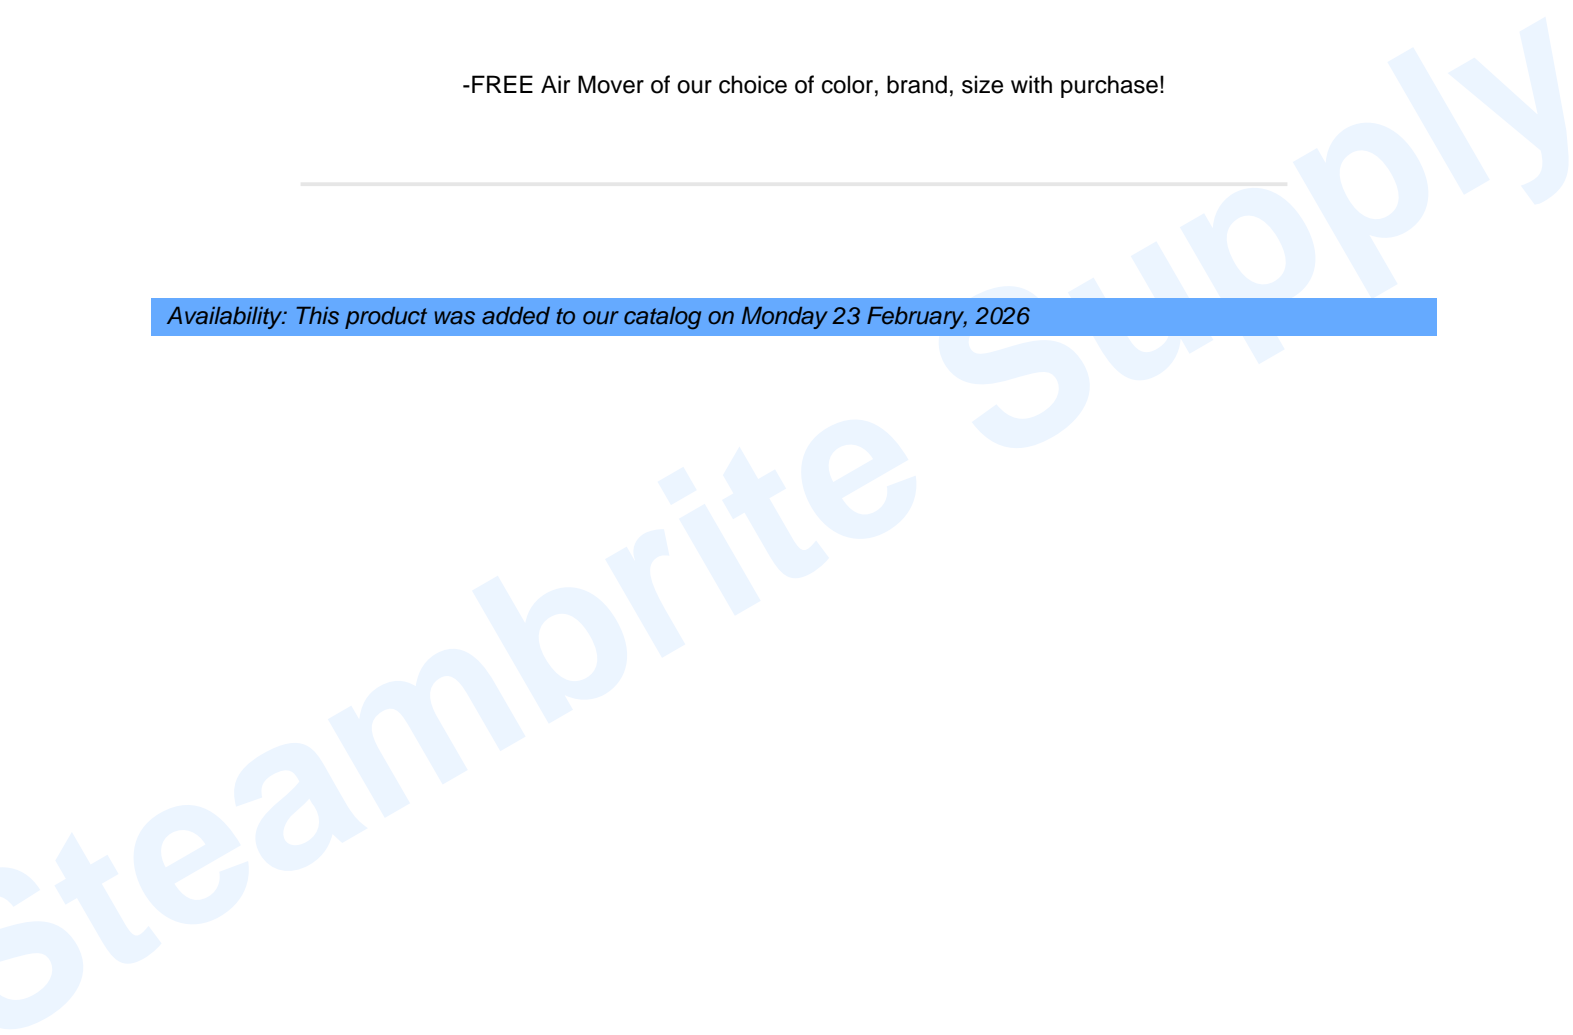 -FREE Air Mover of our choice of color, brand, size with purchase!
Availability: This product was added to our catalog on Monday 23 February, 2026
Steambrite Supply